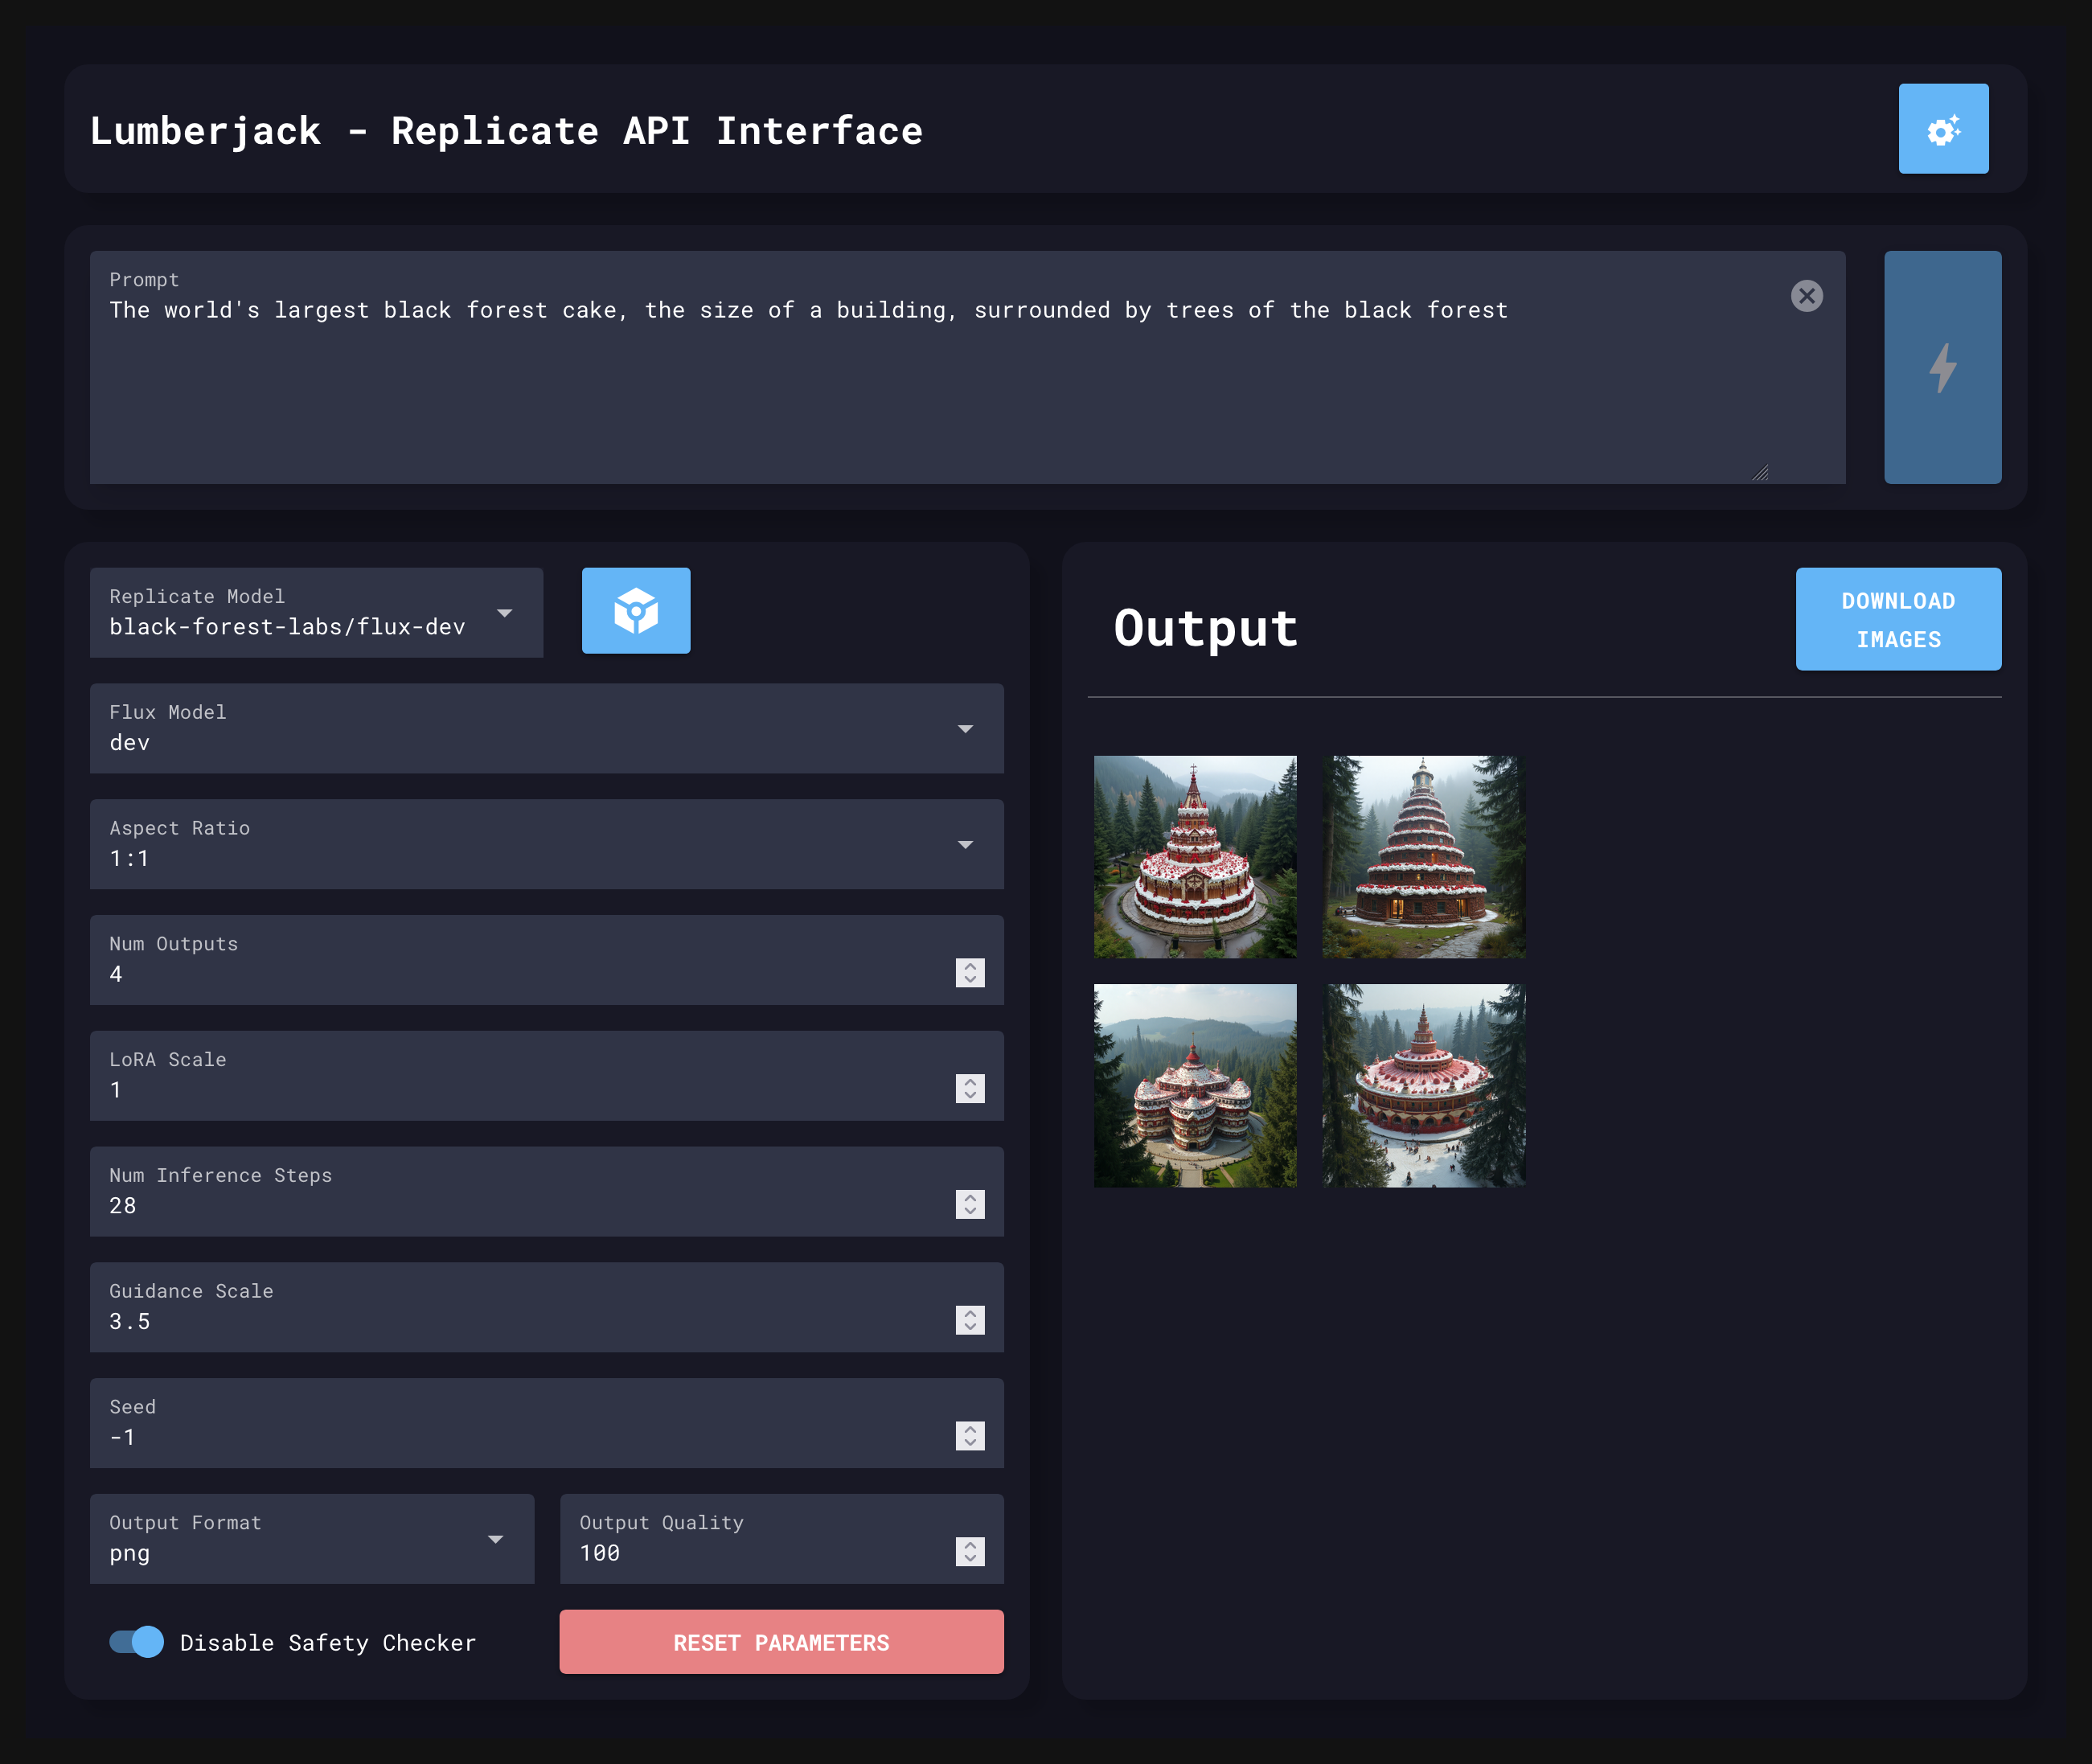 Lumberjack - Replicate API Interface
Prompt
The world's largest black forest cake, the size of a building, surrounded by trees of the black forest
Replicate Model
black-forest-labs/flux-dev
Flux Model
dev
Aspect Ratio
1:1
Num Outputs
4
LoRA Scale
1
Num Inference Steps
28
Guidance Scale
3.5
Seed
-1
Output Format
png
Output Quality
100
Disable Safety Checker
RESET PARAMETERS
Output
DOWNLOAD
IMAGES